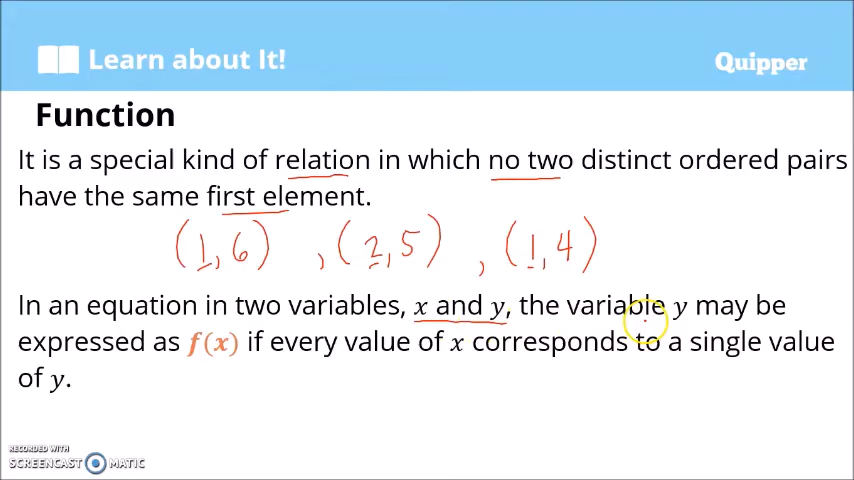 Learn about It!
Quipper
Function
It is a special kind of relation in which no two distinct ordered pairs
have the same first element.
(1,6) , (2,5) , (1,4)
In an equation in two variables, x and y, the variable y may be
expressed as f(x) if every value of x corresponds to a single value
of y.
RECORDED WITH
SCREENCAST MATIC